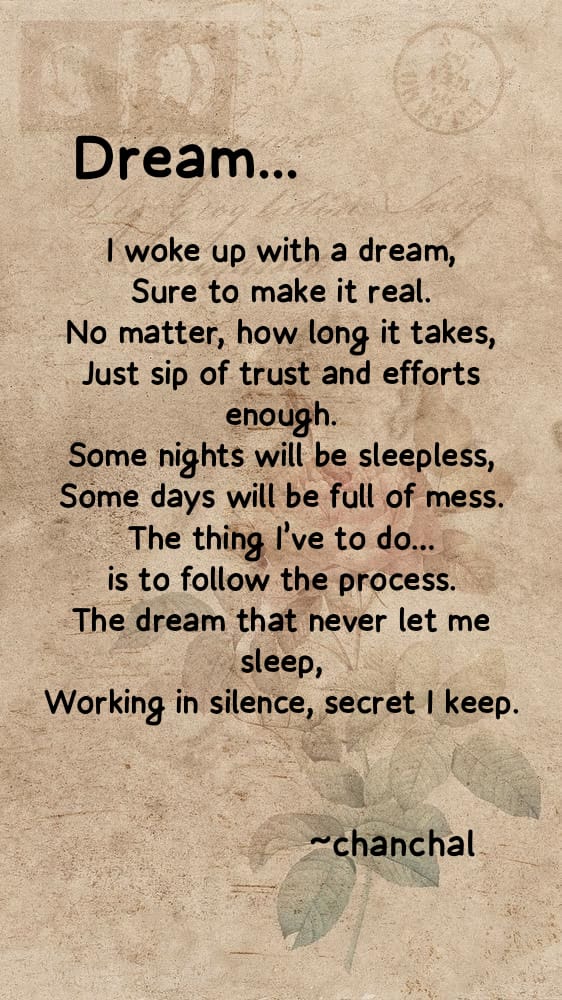 Dream...
I woke up with a dream,
Sure to make it real.
No matter, how long it takes,
Just sip of trust and efforts
enough.
Some nights will be sleepless,
Some days will be full of mess.
The thing I've to do...
is to follow the process.
The dream that never let me
sleep,
Working in silence, secret I keep.
~chanchal